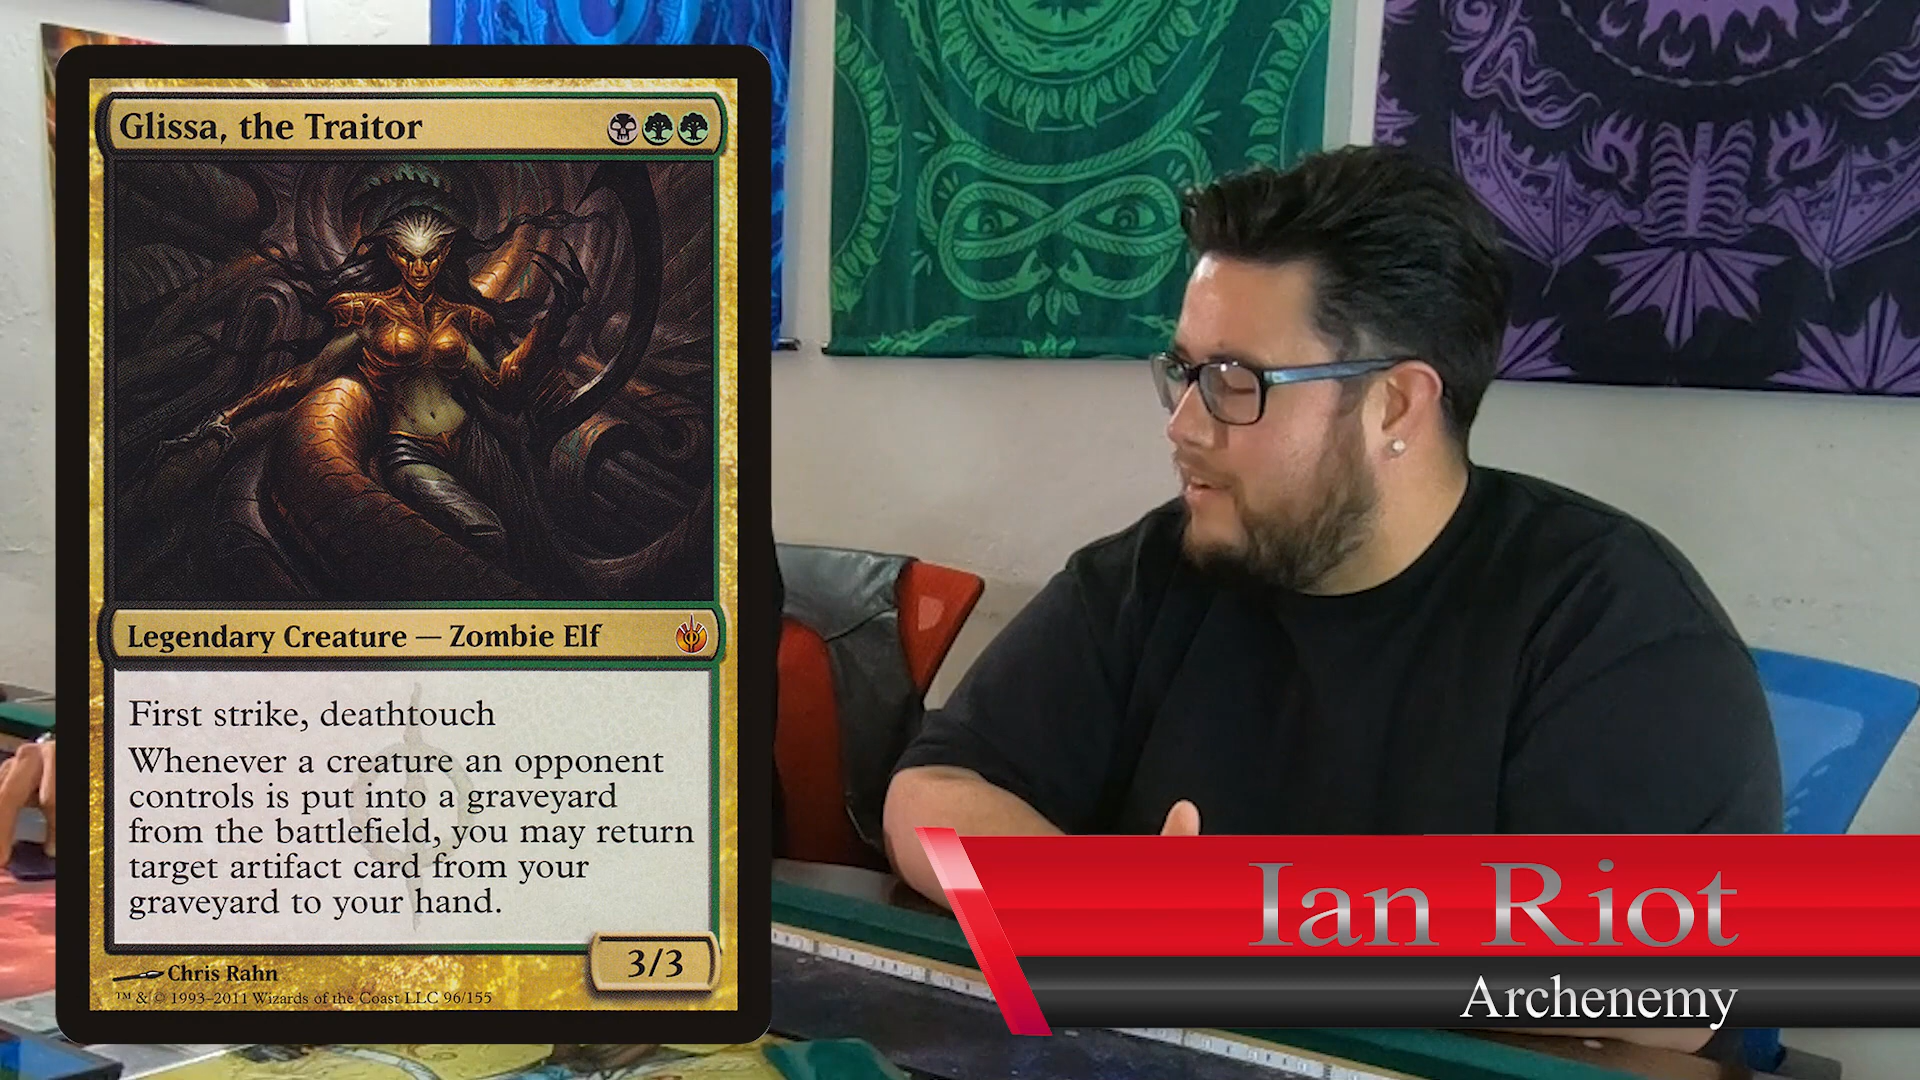 Glissa, the Traitor
Legendary Creature — Zombie Elf
First strike, deathtouch
Whenever a creature an opponent
controls is put into a graveyard
from the battlefield, you may return
target artifact card from your
graveyard to your hand.
3/3
Chris Rahn
™ & © 1993–2011 Wizards of the Coast LLC 96/155
Ian Riot
Archenemy